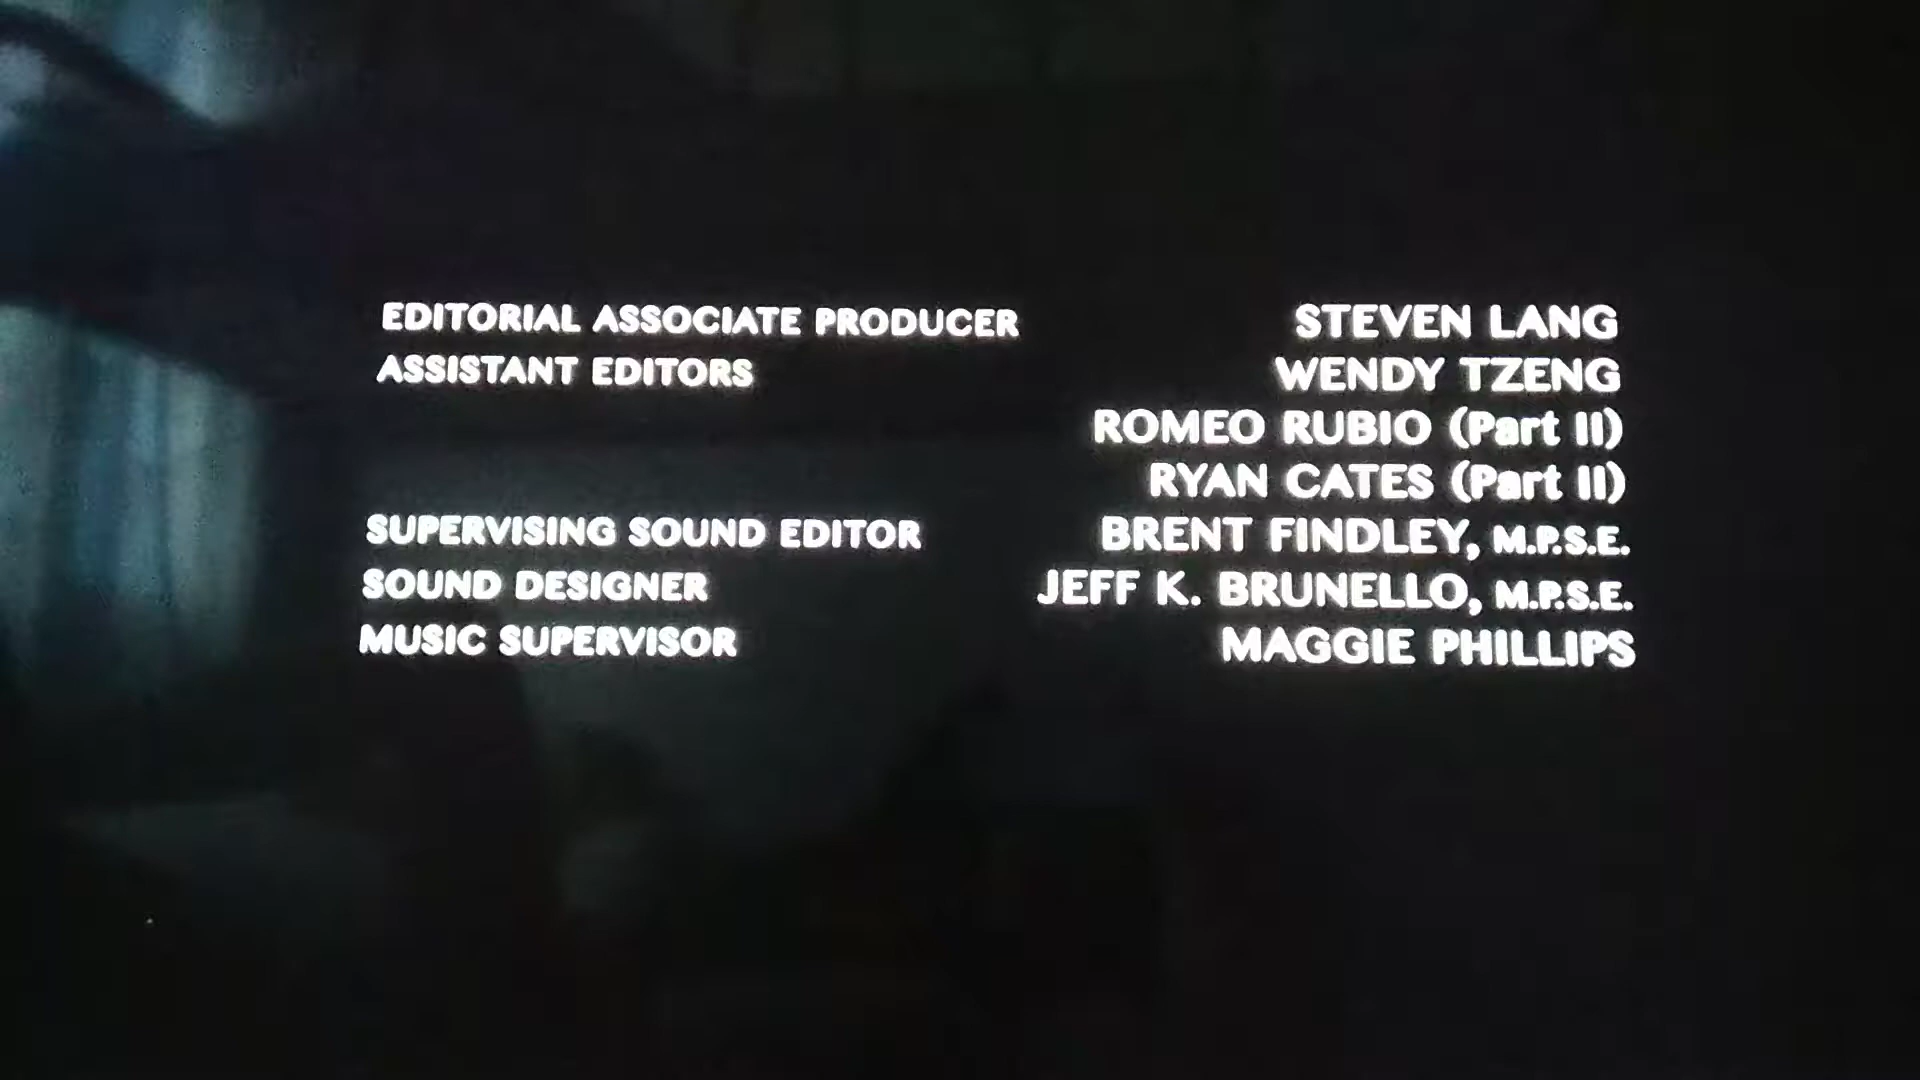 EDITORIAL ASSOCIATE PRODUCER STEVEN LANG
ASSISTANT EDITORS WENDY TZENG
ROMEO RUBIO (Part II)
RYAN CATES (Part II)
SUPERVISING SOUND EDITOR BRENT FINDLEY, M.P.S.E.
SOUND DESIGNER JEFF K. BRUNELLO, M.P.S.E.
MUSIC SUPERVISOR MAGGIE PHILLIPS